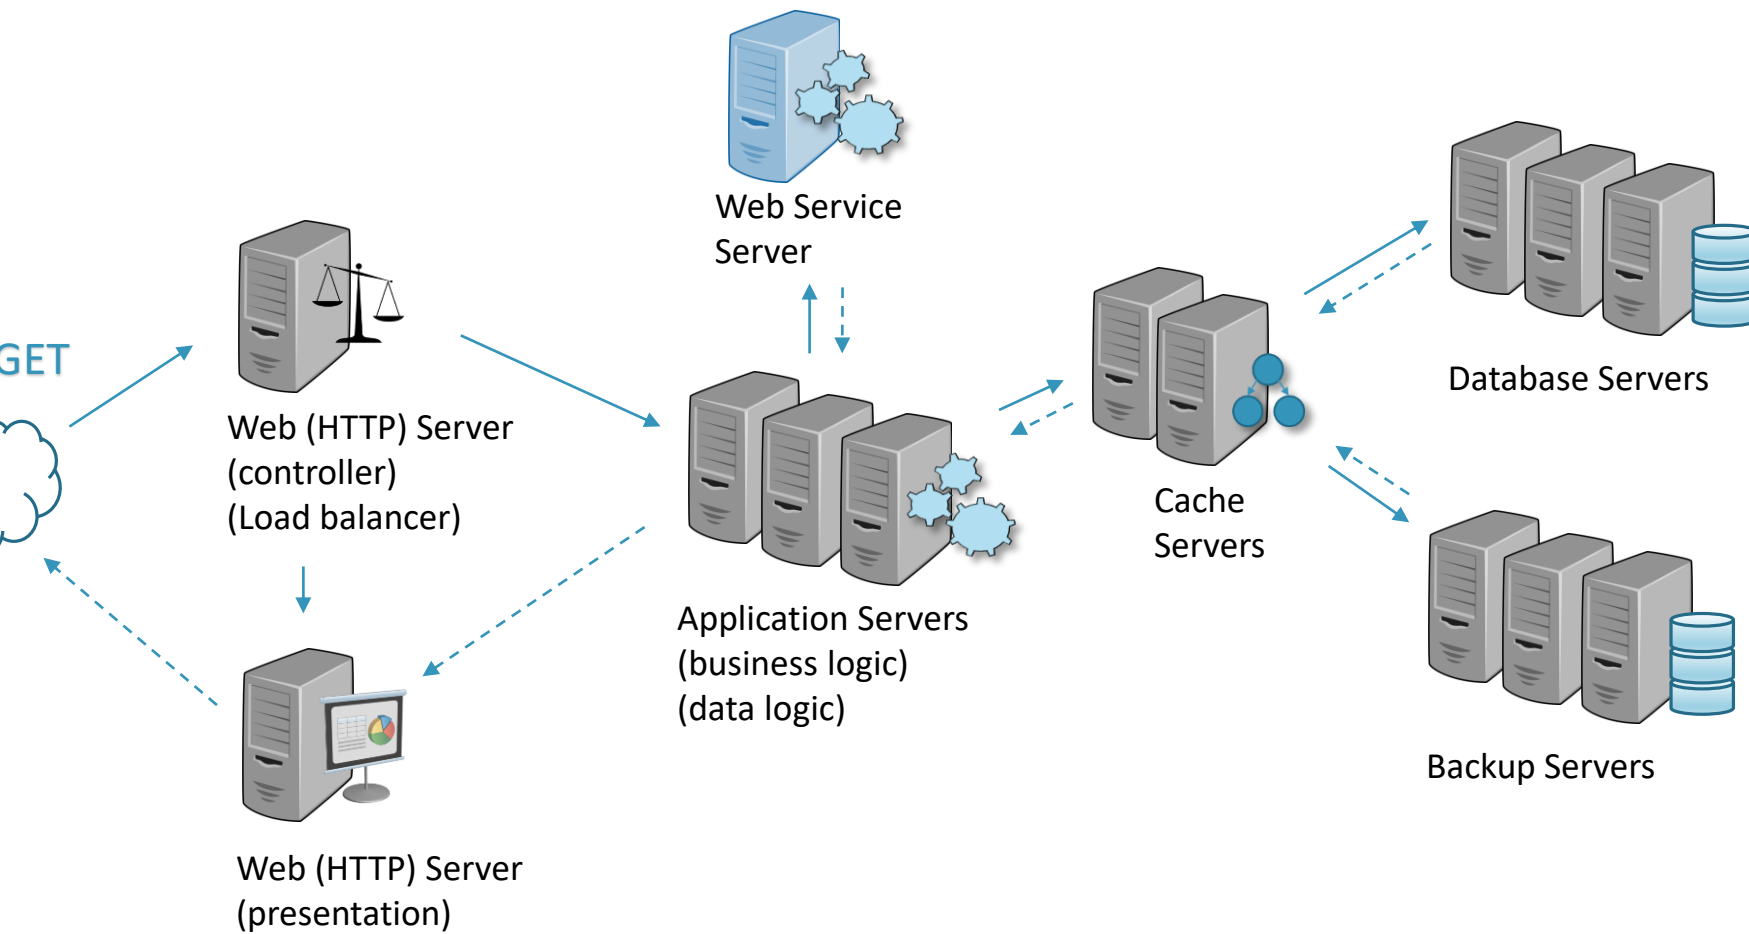 Web Service
Server
GET
Web (HTTP) Server
(controller)
(Load balancer)
Database Servers
Cache
Servers
Application Servers
(business logic)
(data logic)
Backup Servers
Web (HTTP) Server
(presentation)